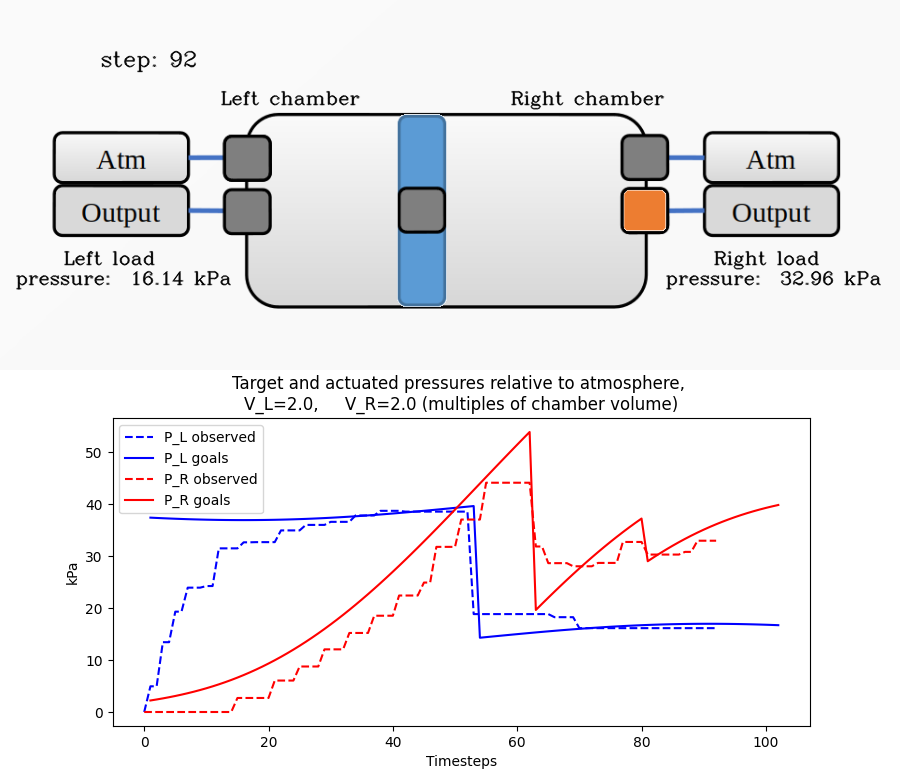 step: 92
Left chamber
Right chamber
Atm
Atm
Output
Output
Left load
pressure: 16.14 kPa
Right load
pressure: 32.96 kPa
Target and actuated pressures relative to atmosphere,
V_L=2.0, V_R=2.0 (multiples of chamber volume)
P_L observed
P_L goals
P_R observed
P_R goals
50
40
30
20
10
0
kPa
0 20 40 60 80 100
Timesteps